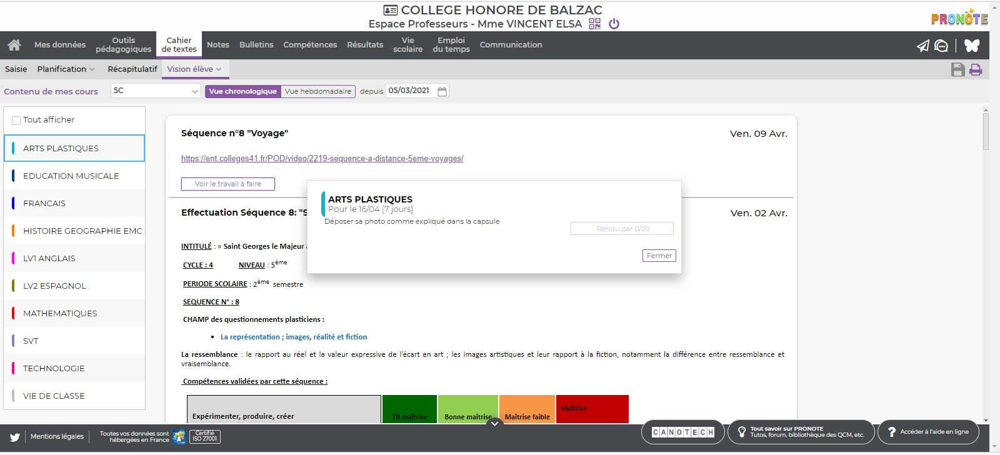 COLLEGE HONORE DE BALZAC
Espace Professeurs - Mme VINCENT ELSA
PRONOTE
Mes données
Outils pédagogiques
Cahier de textes
Notes
Bulletins
Compétences
Résultats
Vie scolaire
Emploi du temps
Communication
Saisie
Planification
Récapitulatif
Vision élève
Contenu de mes cours
5C
Vue chronologique
Vue hebdomadaire
depuis
05/03/2021
Tout afficher
ARTS PLASTIQUES
EDUCATION MUSICALE
FRANCAIS
HISTOIRE GEOGRAPHIE EMC
LV1 ANGLAIS
LV2 ESPAGNOL
MATHEMATIQUES
SVT
TECHNOLOGIE
VIE DE CLASSE
Séquence n°8 "Voyage"
Ven. 09 Avr.
https://ent.colleges41.fr/POD/video/2219-sequence-a-distance-5eme-voyages/
Voir le travail à faire
ARTS PLASTIQUES
Pour le 16/04 [7 jours]
Déposer sa photo comme expliqué dans la capsule
Rendu par 0/20
Fermer
Effectuation Séquence 8: "S
Ven. 02 Avr.
INTITULÉ : « Saint Georges le Majeur
CYCLE : 4 NIVEAU : 5ème
PERIODE SCOLAIRE : 2ème semestre
SEQUENCE N° : 8
CHAMP des questionnements plasticiens :
• La représentation ; images, réalité et fiction
La ressemblance : le rapport au réel et la valeur expressive de l'écart en art ; les images artistiques et leur rapport à la fiction, notamment la différence entre ressemblance et
vraisemblance.
Compétences validées par cette séquence :
Expérimenter, produire, créer
TB maîtrise
Bonne maîtrise
Maîtrise faible
Maîtrise
Mentions légales
Toutes vos données sont
hébergées en France
Certifié
ISO 27001
CANOTECH
Tout savoir sur PRONOTE
Tutos, forum, bibliothèque des QCM, etc.
Accéder à l'aide en ligne